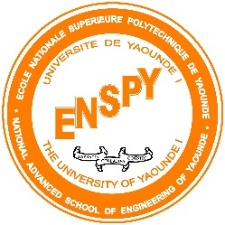 ECOLE NATIONALE SUPERIEURE POLYTECHNIQUE DE YAOUNDE
UNIVERSITE DE YAOUNDE I
ENSPY
THE UNIVERSITY OF YAOUNDE I
* NATIONAL ADVANCED SCHOOL OF ENGINEERING OF YAOUNDE *